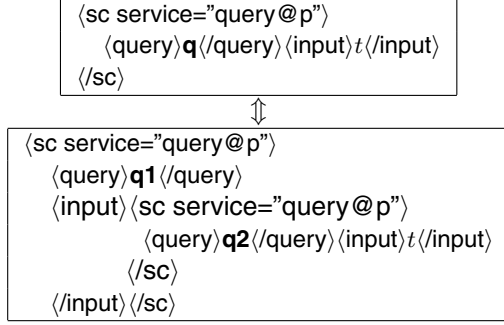 ⟨sc service=”query@p”⟩
⟨query⟩q⟨/query⟩⟨input⟩t⟨/input⟩
⟨/sc⟩
⇕
⟨sc service=”query@p”⟩
⟨query⟩q1⟨/query⟩
⟨input⟩⟨sc service=”query@p”⟩
⟨query⟩q2⟨/query⟩⟨input⟩t⟨/input⟩
⟨/sc⟩
⟨/input⟩⟨/sc⟩